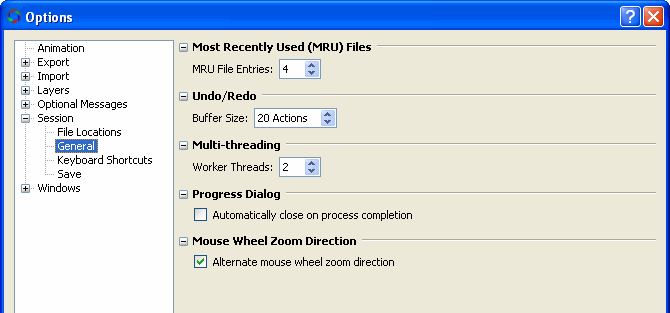 Options
Animation
Export
Import
Layers
Optional Messages
Session
File Locations
General
Keyboard Shortcuts
Save
Windows
Most Recently Used (MRU) Files
MRU File Entries: 4
Undo/Redo
Buffer Size: 20 Actions
Multi-threading
Worker Threads: 2
Progress Dialog
Automatically close on process completion
Mouse Wheel Zoom Direction
Alternate mouse wheel zoom direction